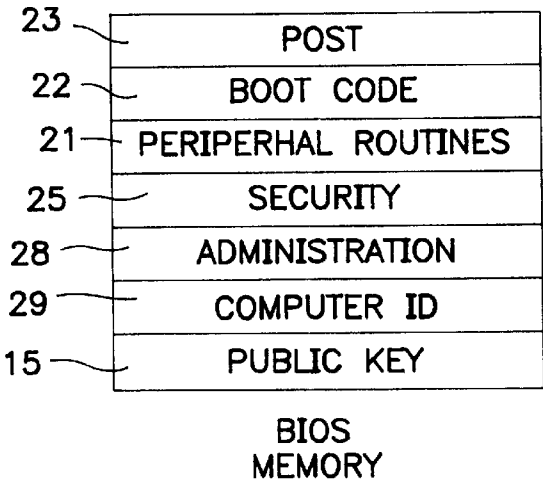 23 POST
22 BOOT CODE
21 PERIPERHAL ROUTINES
25 SECURITY
28 ADMINISTRATION
29 COMPUTER ID
15 PUBLIC KEY
BIOS
MEMORY